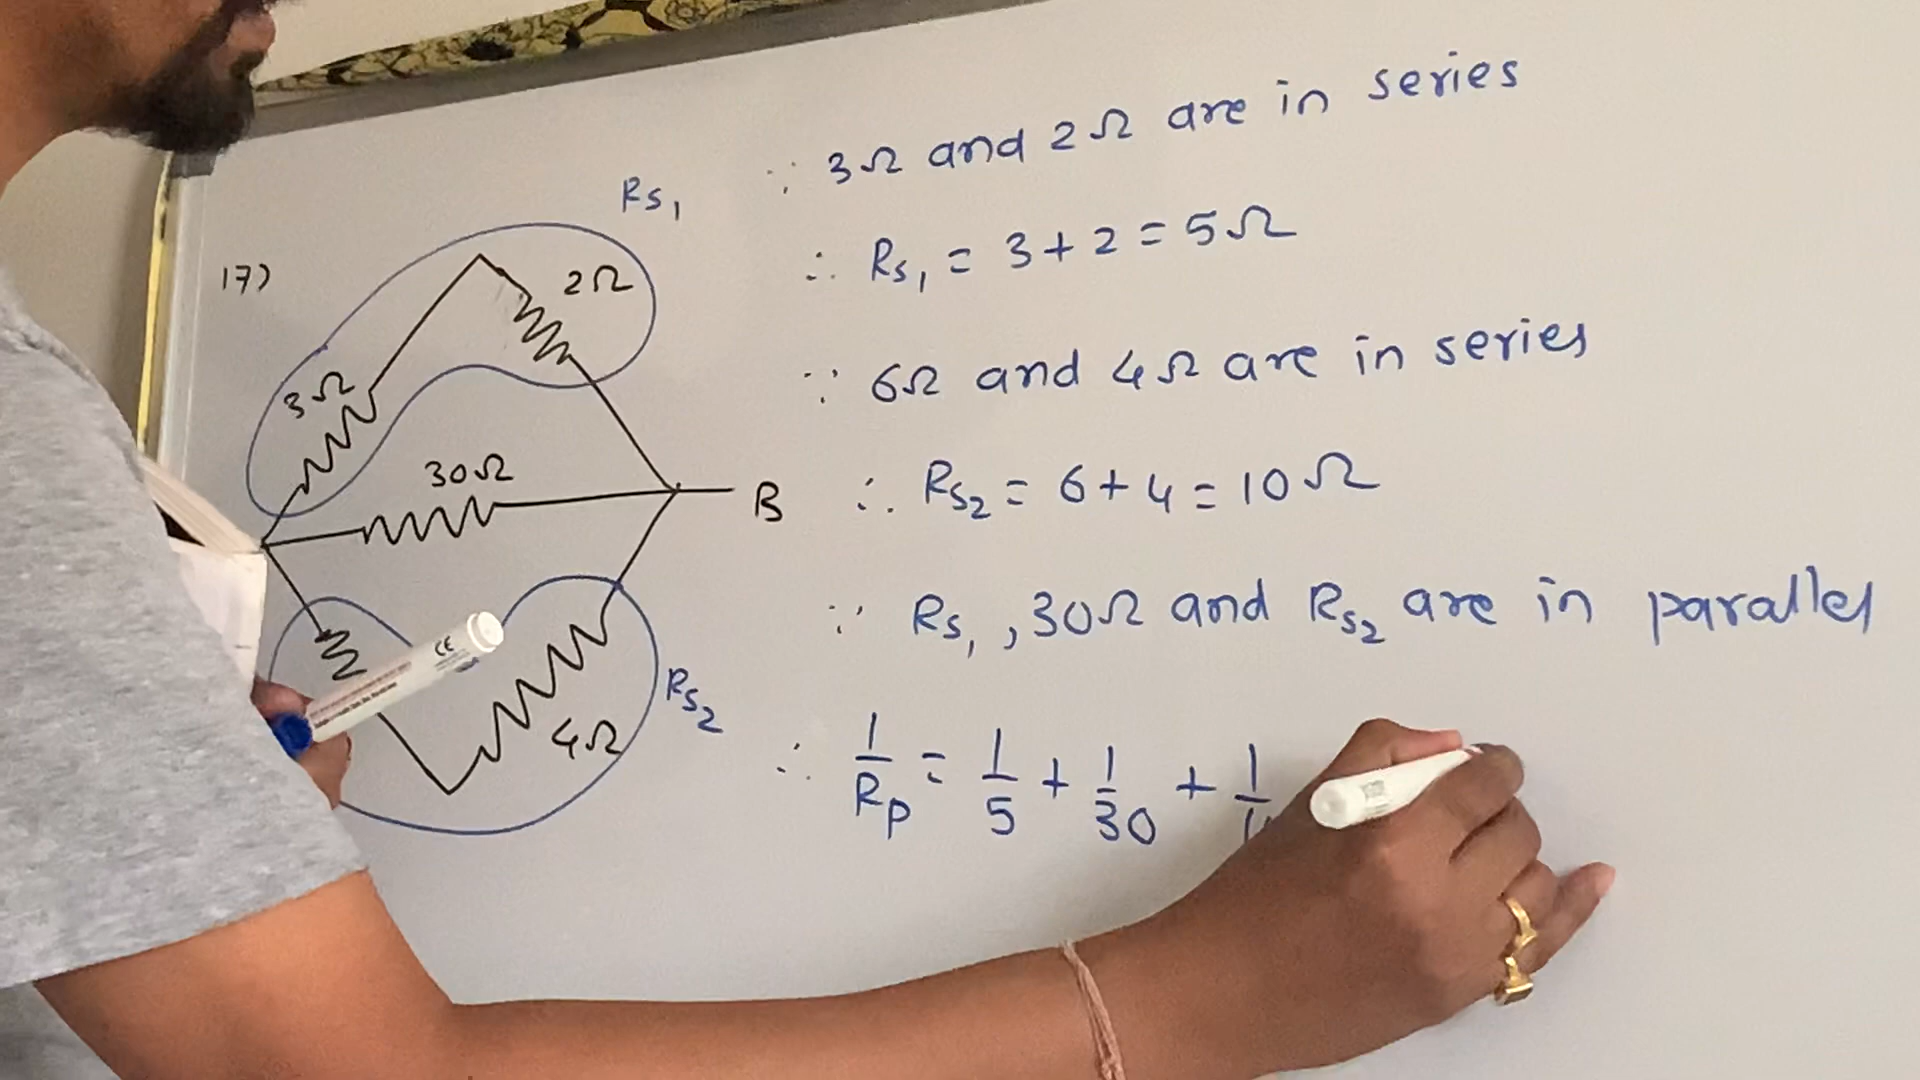 17)
Rs1
3Ω
2Ω
30Ω
B
4Ω
Rs2
∵ 3Ω and 2Ω are in series
∴ Rs1 = 3+2 = 5Ω
∵ 6Ω and 4Ω are in series
∴ Rs2 = 6+4 = 10Ω
∵ Rs1, 30Ω and Rs2 are in parallel
∴ 1/Rp = 1/5 + 1/30 + 1/1
CE